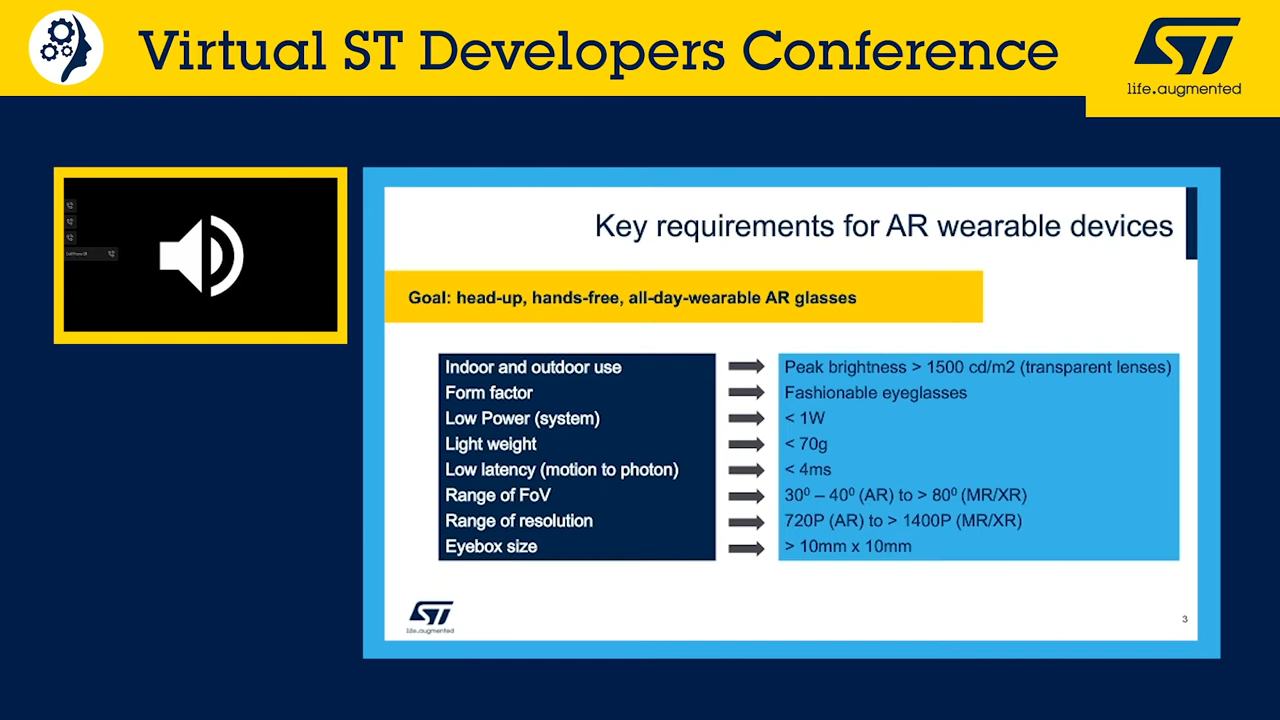 Virtual ST Developers Conference
ST
life.augmented
Key requirements for AR wearable devices
Goal: head-up, hands-free, all-day-wearable AR glasses
Indoor and outdoor use Peak brightness > 1500 cd/m2 (transparent lenses)
Form factor Fashionable eyeglasses
Low Power (system) < 1W
Light weight < 70g
Low latency (motion to photon) < 4ms
Range of FoV 30⁰ – 40⁰ (AR) to > 80⁰ (MR/XR)
Range of resolution 720P (AR) to > 1400P (MR/XR)
Eyebox size > 10mm x 10mm
ST
life.augmented
3